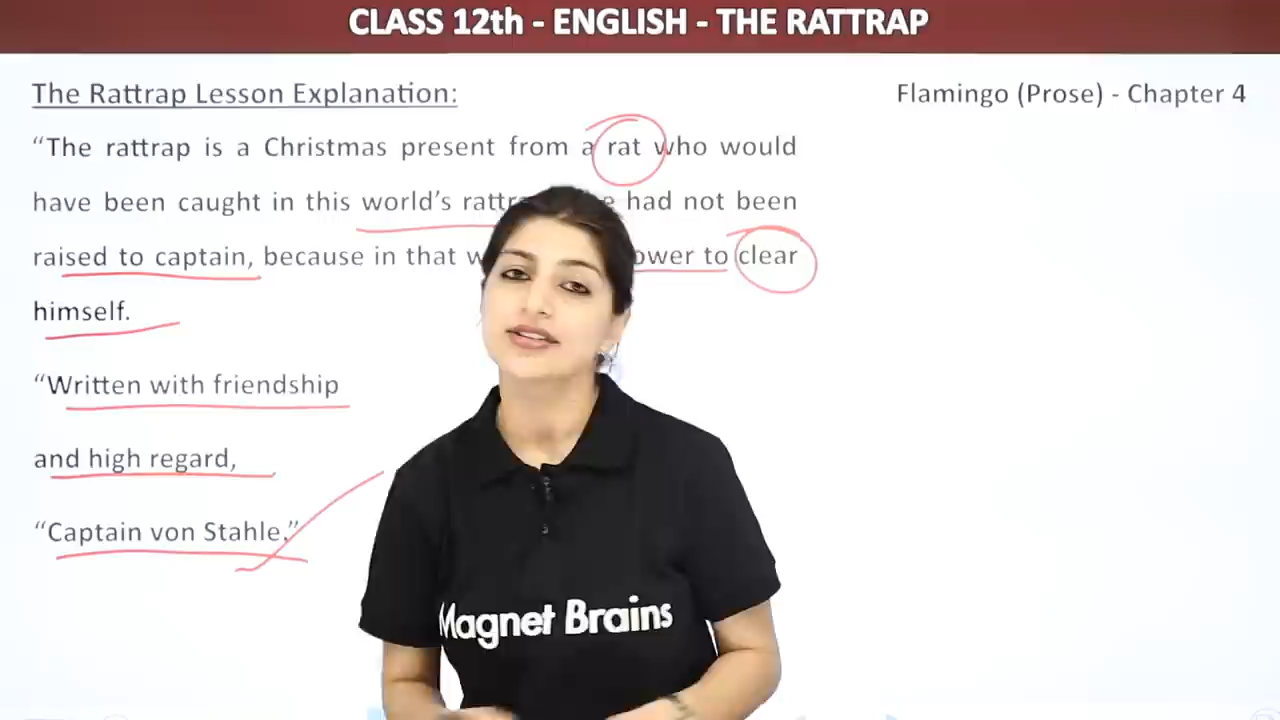 CLASS 12th - ENGLISH - THE RATTRAP
The Rattrap Lesson Explanation:
Flamingo (Prose) - Chapter 4
“The rattrap is a Christmas present from a rat who would
have been caught in this world’s had not been
raised to captain, because in that to clear
himself.
“Written with friendship
and high regard,
“Captain von Stahle.”
Magnet Brains